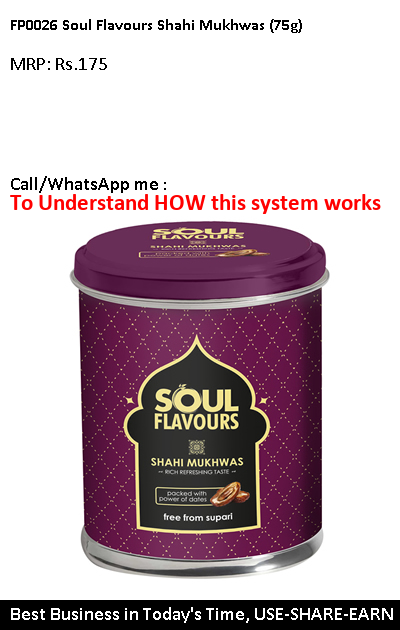 FP0026 Soul Flavours Shahi Mukhwas (75g)
MRP: Rs.175
Call/WhatsApp me :
To Understand HOW this system works
SOUL
FLAVOURS
SHAHI MUKHWAS
SOUL
FLAVOURS
SHAHI MUKHWAS
RICH REFRESHING TASTE
packed with
power of dates
free from supari
Best Business in Today's Time, USE-SHARE-EARN